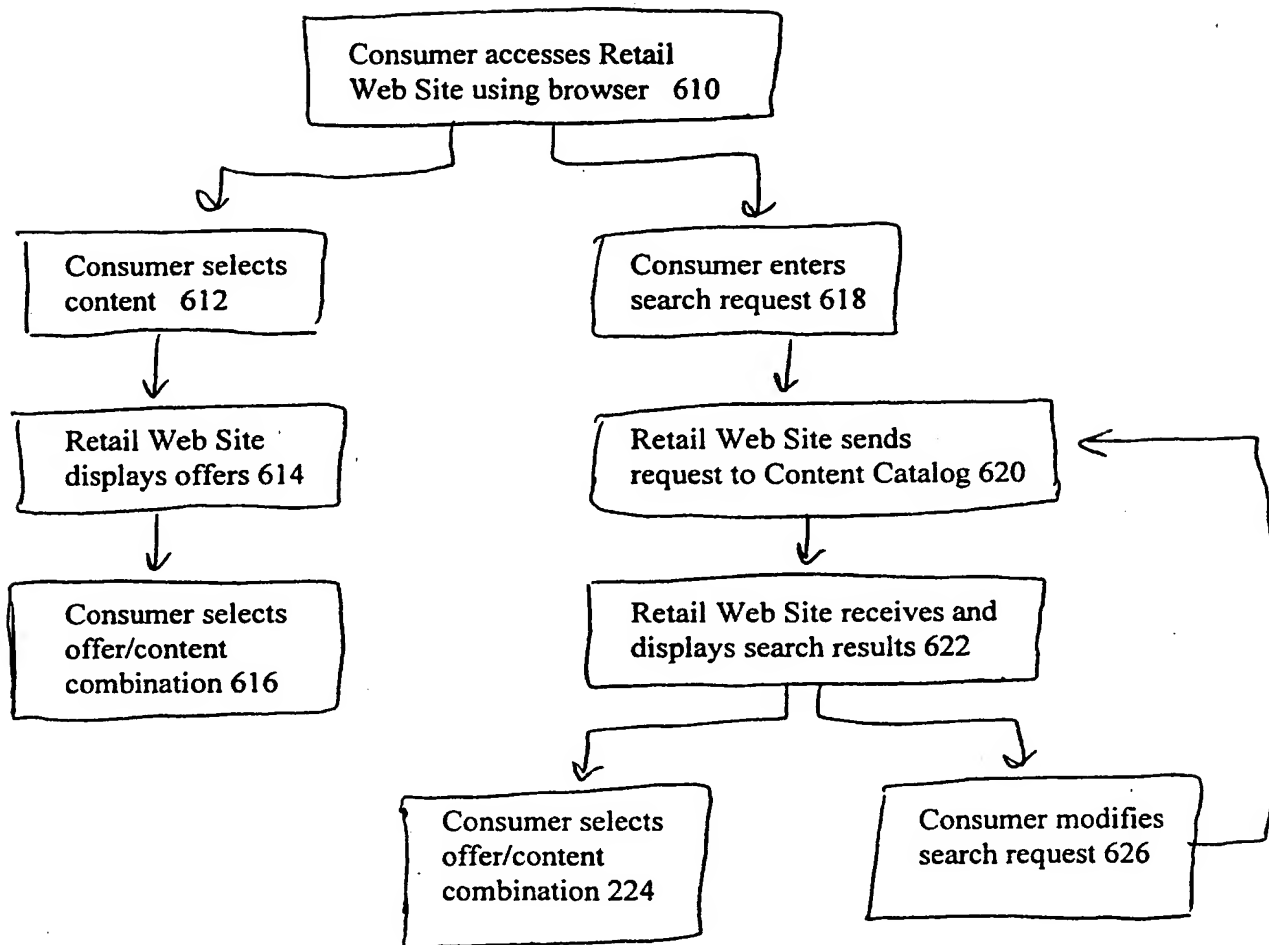 Consumer accesses Retail
Web Site using browser 610
Consumer selects
content 612
Retail Web Site
displays offers 614
Consumer selects
offer/content
combination 616
Consumer enters
search request 618
Retail Web Site sends
request to Content Catalog 620
Retail Web Site receives and
displays search results 622
Consumer selects
offer/content
combination 224
Consumer modifies
search request 626